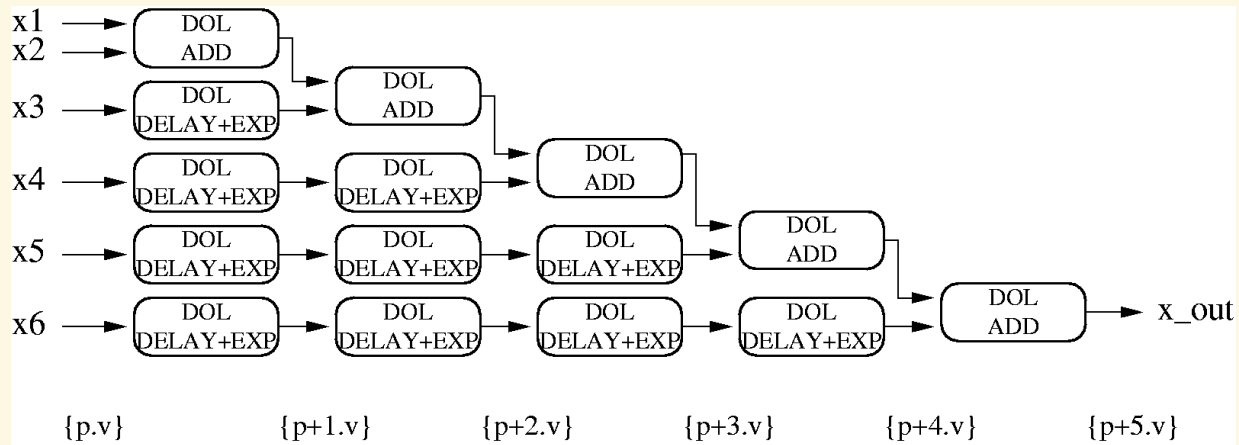 x1
x2
DOL
ADD
x3
DOL
DELAY+EXP
DOL
ADD
x4
DOL
DELAY+EXP
DOL
DELAY+EXP
DOL
ADD
x5
DOL
DELAY+EXP
DOL
DELAY+EXP
DOL
DELAY+EXP
DOL
ADD
x6
DOL
DELAY+EXP
DOL
DELAY+EXP
DOL
DELAY+EXP
DOL
DELAY+EXP
DOL
ADD
x_out
{p.v} {p+1.v} {p+2.v} {p+3.v} {p+4.v} {p+5.v}